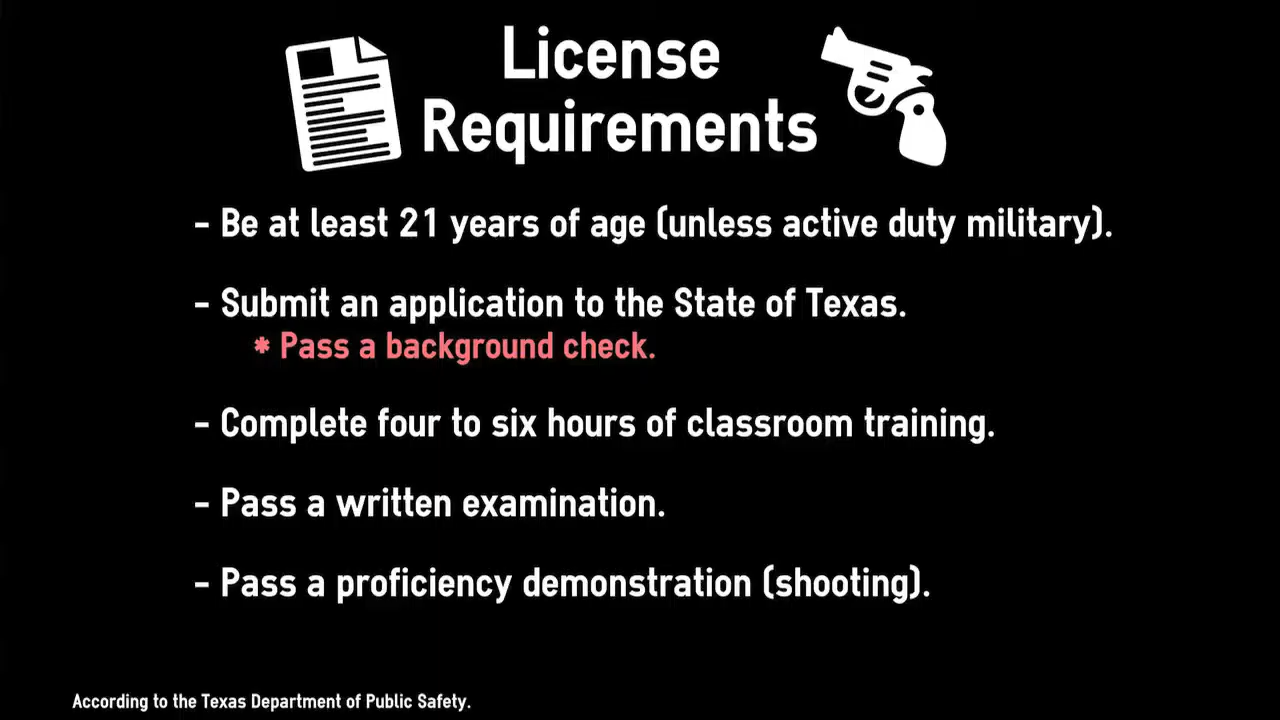 License
Requirements
- Be at least 21 years of age (unless active duty military).
- Submit an application to the State of Texas.
* Pass a background check.
- Complete four to six hours of classroom training.
- Pass a written examination.
- Pass a proficiency demonstration (shooting).
According to the Texas Department of Public Safety.